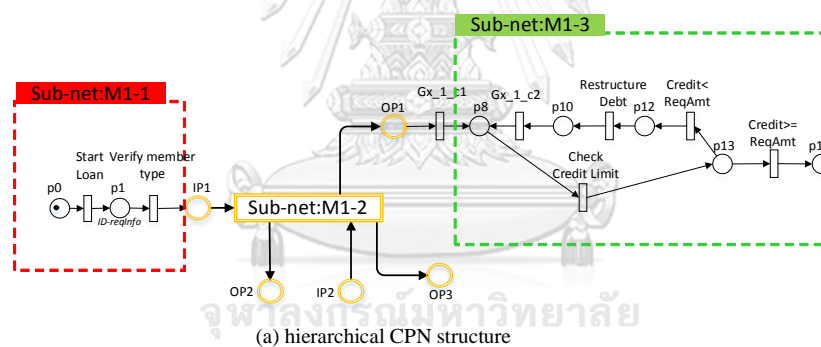 Sub-net:M1-3
Sub-net:M1-1
OP1
Gx_1_c1
p8
Gx_1_c2
p10
Restructure
Debt
p12
Credit<
ReqAmt
p13
Credit>=
ReqAmt
Check
Credit Limit
Start
Loan
Verify member
type
p0
p1
ID-reqInfo
IP1
Sub-net:M1-2
OP2
IP2
OP3
จุฬาลงกรณ์มหาวิทยาลัย
(a) hierarchical CPN structure